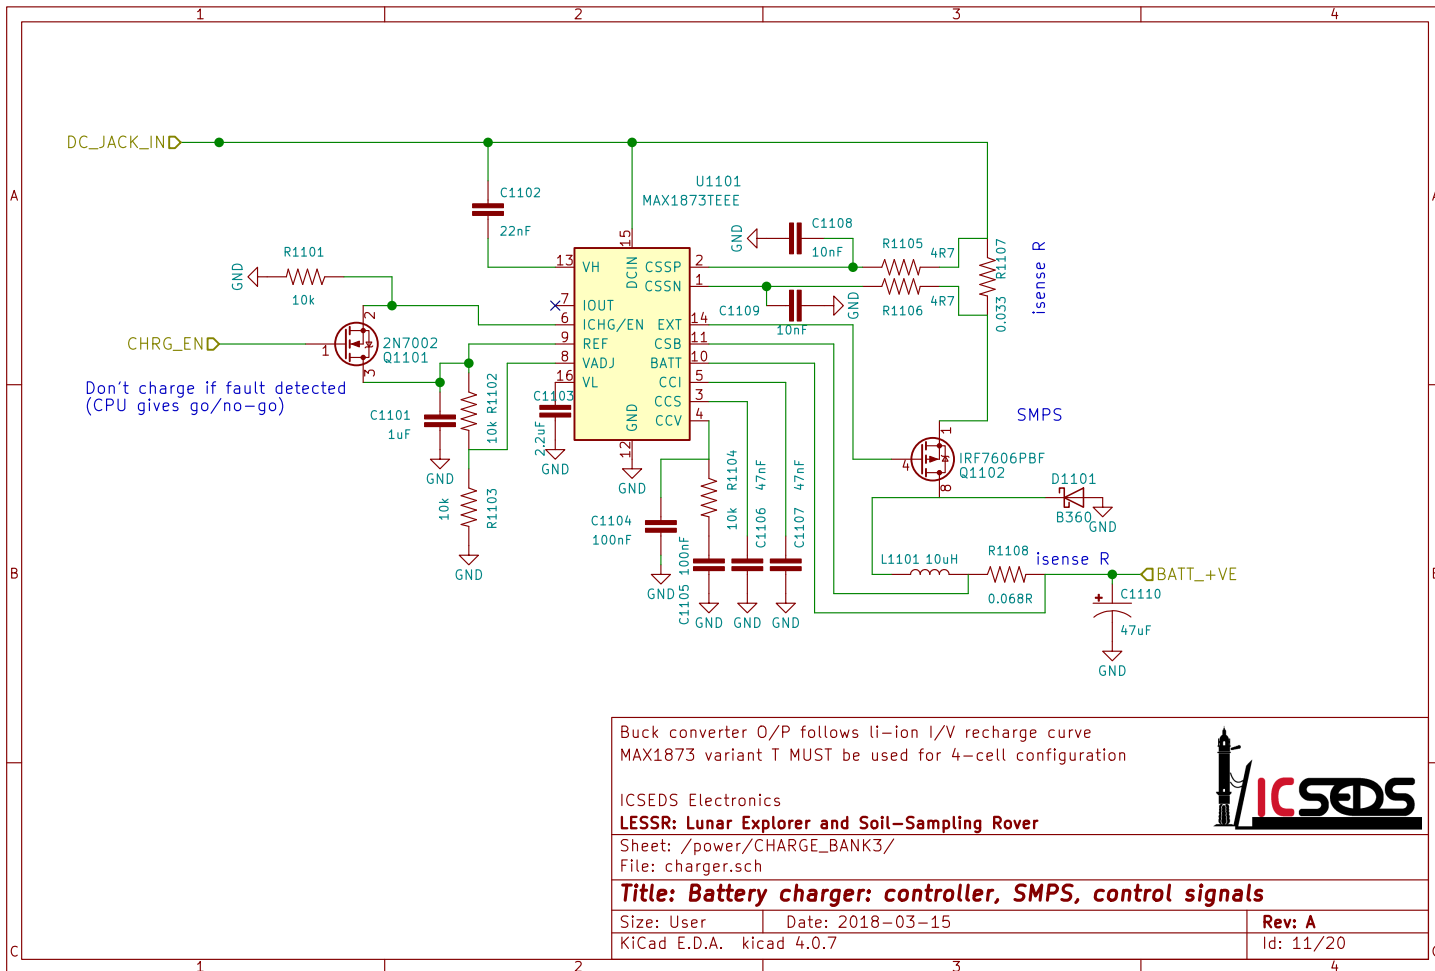 1 2 3 4
DC_JACK_IN
A
A
U1101
MAX1873TEEE
C1102
22nF
C1108
10nF
GND
R1101
10k
GND
R1105
4R7
R1107
0.033
isense R
15
DCIN
13 VH
CSSP 2
CSSN 1
7 IOUT
6 ICHG/EN
EXT 14
9 REF
CSB 11
8 VADJ
BATT 10
16 VL
CCI 5
CCS 3
CCV 4
GND
12
GND
C1109
10nF
GND
4R7
R1106
CHRG_EN
1
2
3
2N7002
Q1101
Don't charge if fault detected
(CPU gives go/no-go)
C1101
1uF
GND
10k R1102
C1103
2.2uF
GND
10k
R1103
GND
SMPS
1
4
8
IRF7606PBF
Q1102
D1101
B360
GND
C1104
100nF
GND
10k R1104
C1105 100nF
GND
C1106 47nF
GND
C1107 47nF
GND
L1101 10uH
R1108
isense R
0.068R
BATT_+VE
C1110
+
47uF
GND
B
B
Buck converter O/P follows li-ion I/V recharge curve
MAX1873 variant T MUST be used for 4-cell configuration
ICSEDS Electronics
LESSR: Lunar Explorer and Soil-Sampling Rover
ICSEDS
Sheet: /power/CHARGE_BANK3/
File: charger.sch
Title: Battery charger: controller, SMPS, control signals
Size: User Date: 2018-03-15 Rev: A
KiCad E.D.A. kicad 4.0.7 Id: 11/20
C
C
1 2 3 4